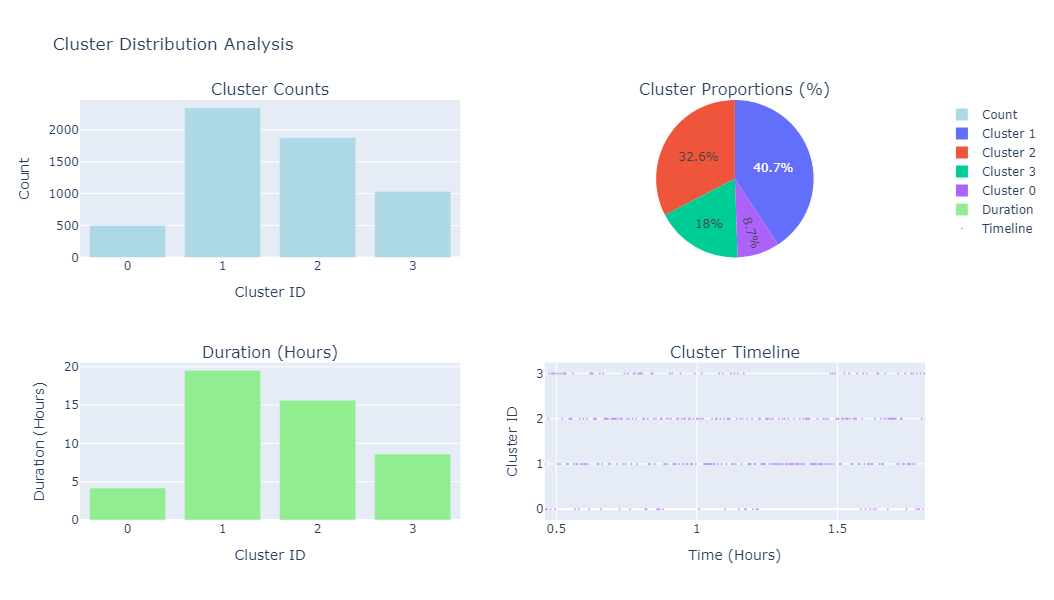 Cluster Distribution Analysis
Cluster Counts
Count
2000
1500
1000
500
0
0 1 2 3
Cluster ID
Cluster Proportions (%)
40.7%
32.6%
18%
8.7%
Count
Cluster 1
Cluster 2
Cluster 3
Cluster 0
Duration
Timeline
Duration (Hours)
Duration (Hours)
20
15
10
5
0
0 1 2 3
Cluster ID
Cluster Timeline
Cluster ID
3
2
1
0
0.5 1 1.5
Time (Hours)